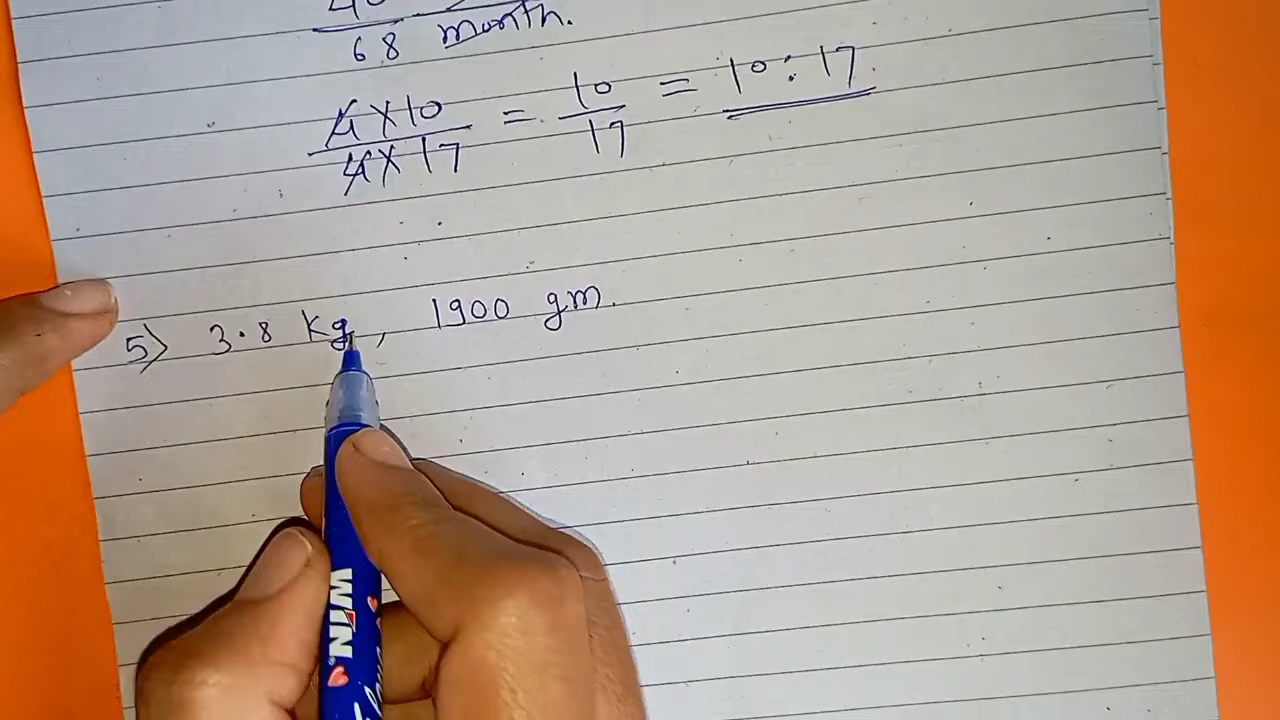 68 month.
4×10 = 10 = 10:17
4×17 17
5) 3.8 kg, 1900 gm.
WIN